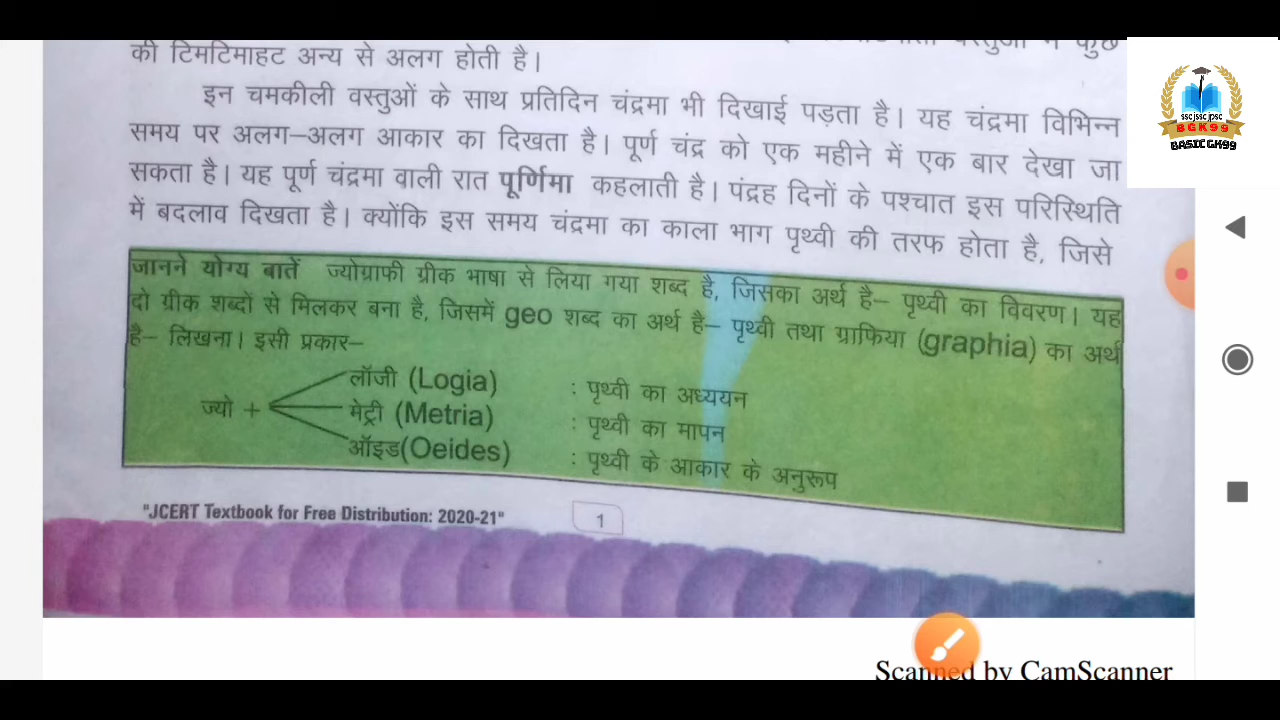 की टिमटिमाहट अन्य से अलग होती है।
इन चमकीली वस्तुओं के साथ प्रतिदिन चंद्रमा भी दिखाई पड़ता है। यह चंद्रमा विभिन्न
समय पर अलग–अलग आकार का दिखता है। पूर्ण चंद्र को एक महीने में एक बार देखा जा
सकता है। यह पूर्ण चंद्रमा वाली रात पूर्णिमा कहलाती है। पंद्रह दिनों के पश्चात इस परिस्थिति
में बदलाव दिखता है। क्योंकि इस समय चंद्रमा का काला भाग पृथ्वी की तरफ होता है, जिसे
जानने योग्य बातें ज्योग्राफी ग्रीक भाषा से लिया गया शब्द है, जिसका अर्थ है– पृथ्वी का विवरण। यह
दो ग्रीक शब्दों से मिलकर बना है, जिसमें geo शब्द का अर्थ है– पृथ्वी तथा ग्राफिया (graphia) का अर्थ
है– लिखना। इसी प्रकार–
लॉजी (Logia) : पृथ्वी का अध्ययन
ज्यो + मेट्री (Metria) : पृथ्वी का मापन
ऑइड(Oeides) : पृथ्वी के आकार के अनुरूप
"JCERT Textbook for Free Distribution: 2020-21" 1
Scanned by CamScanner
ssc jssc jpsc
BGK99
BASIC GK99